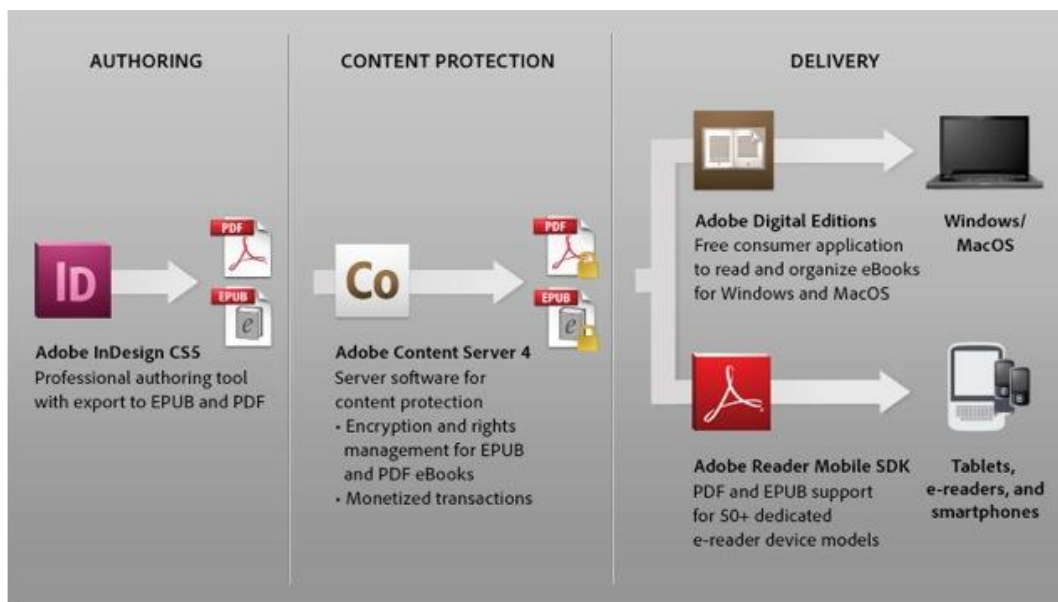 AUTHORING
PDF
ID
EPUB
e
Adobe InDesign CS5
Professional authoring tool
with export to EPUB and PDF
CONTENT PROTECTION
PDF
Co
EPUB
e
Adobe Content Server 4
Server software for
content protection
• Encryption and rights
management for EPUB
and PDF eBooks
• Monetized transactions
DELIVERY
Adobe Digital Editions
Free consumer application
to read and organize eBooks
for Windows and MacOS
Windows/
MacOS
Adobe Reader Mobile SDK
PDF and EPUB support
for 50+ dedicated
e-reader device models
Tablets,
e-readers, and
smartphones